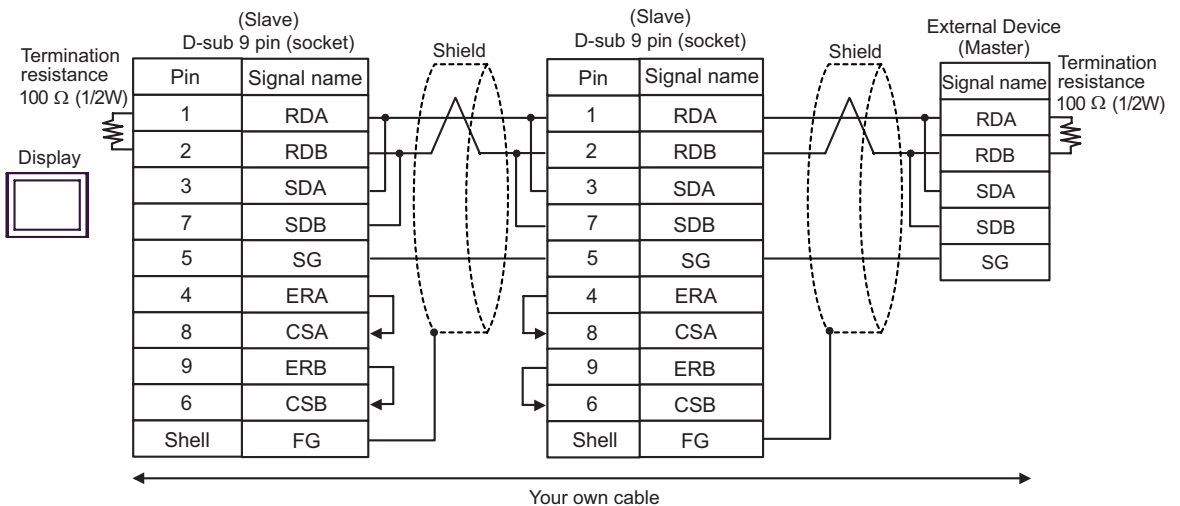 (Slave)
D-sub 9 pin (socket)
(Slave)
D-sub 9 pin (socket)
External Device
(Master)
Termination
resistance
100 Ω (1/2W)
Shield
Shield
Termination
resistance
100 Ω (1/2W)
Display
Pin Signal name
1 RDA
2 RDB
3 SDA
7 SDB
5 SG
4 ERA
8 CSA
9 ERB
6 CSB
Shell FG
Pin Signal name
1 RDA
2 RDB
3 SDA
7 SDB
5 SG
4 ERA
8 CSA
9 ERB
6 CSB
Shell FG
Signal name
RDA
RDB
SDA
SDB
SG
Your own cable